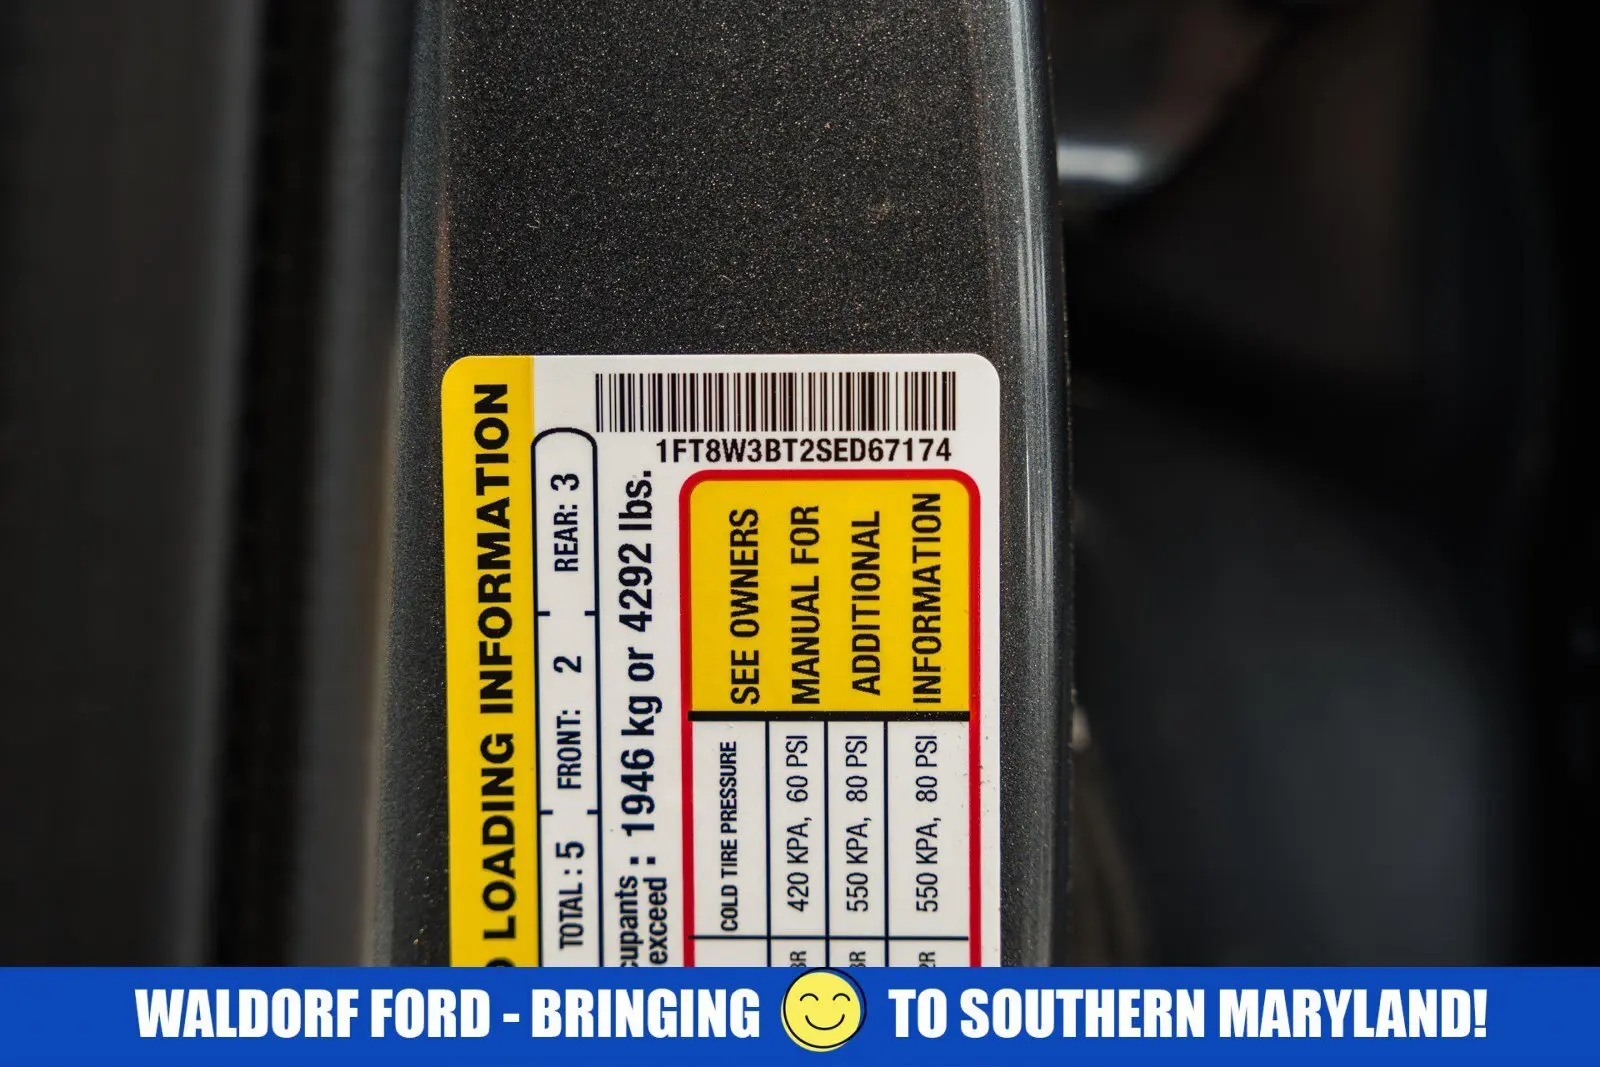 1FT8W3BT2SED67174
LOADING INFORMATION
TOTAL : 5 FRONT: 2 REAR: 3
exceed : 1946 kg or 4292 lbs.
COLD TIRE PRESSURE
420 KPA, 60 PSI
550 KPA, 80 PSI
550 KPA, 80 PSI
SEE OWNERS
MANUAL FOR
ADDITIONAL
INFORMATION
WALDORF FORD - BRINGING TO SOUTHERN MARYLAND!